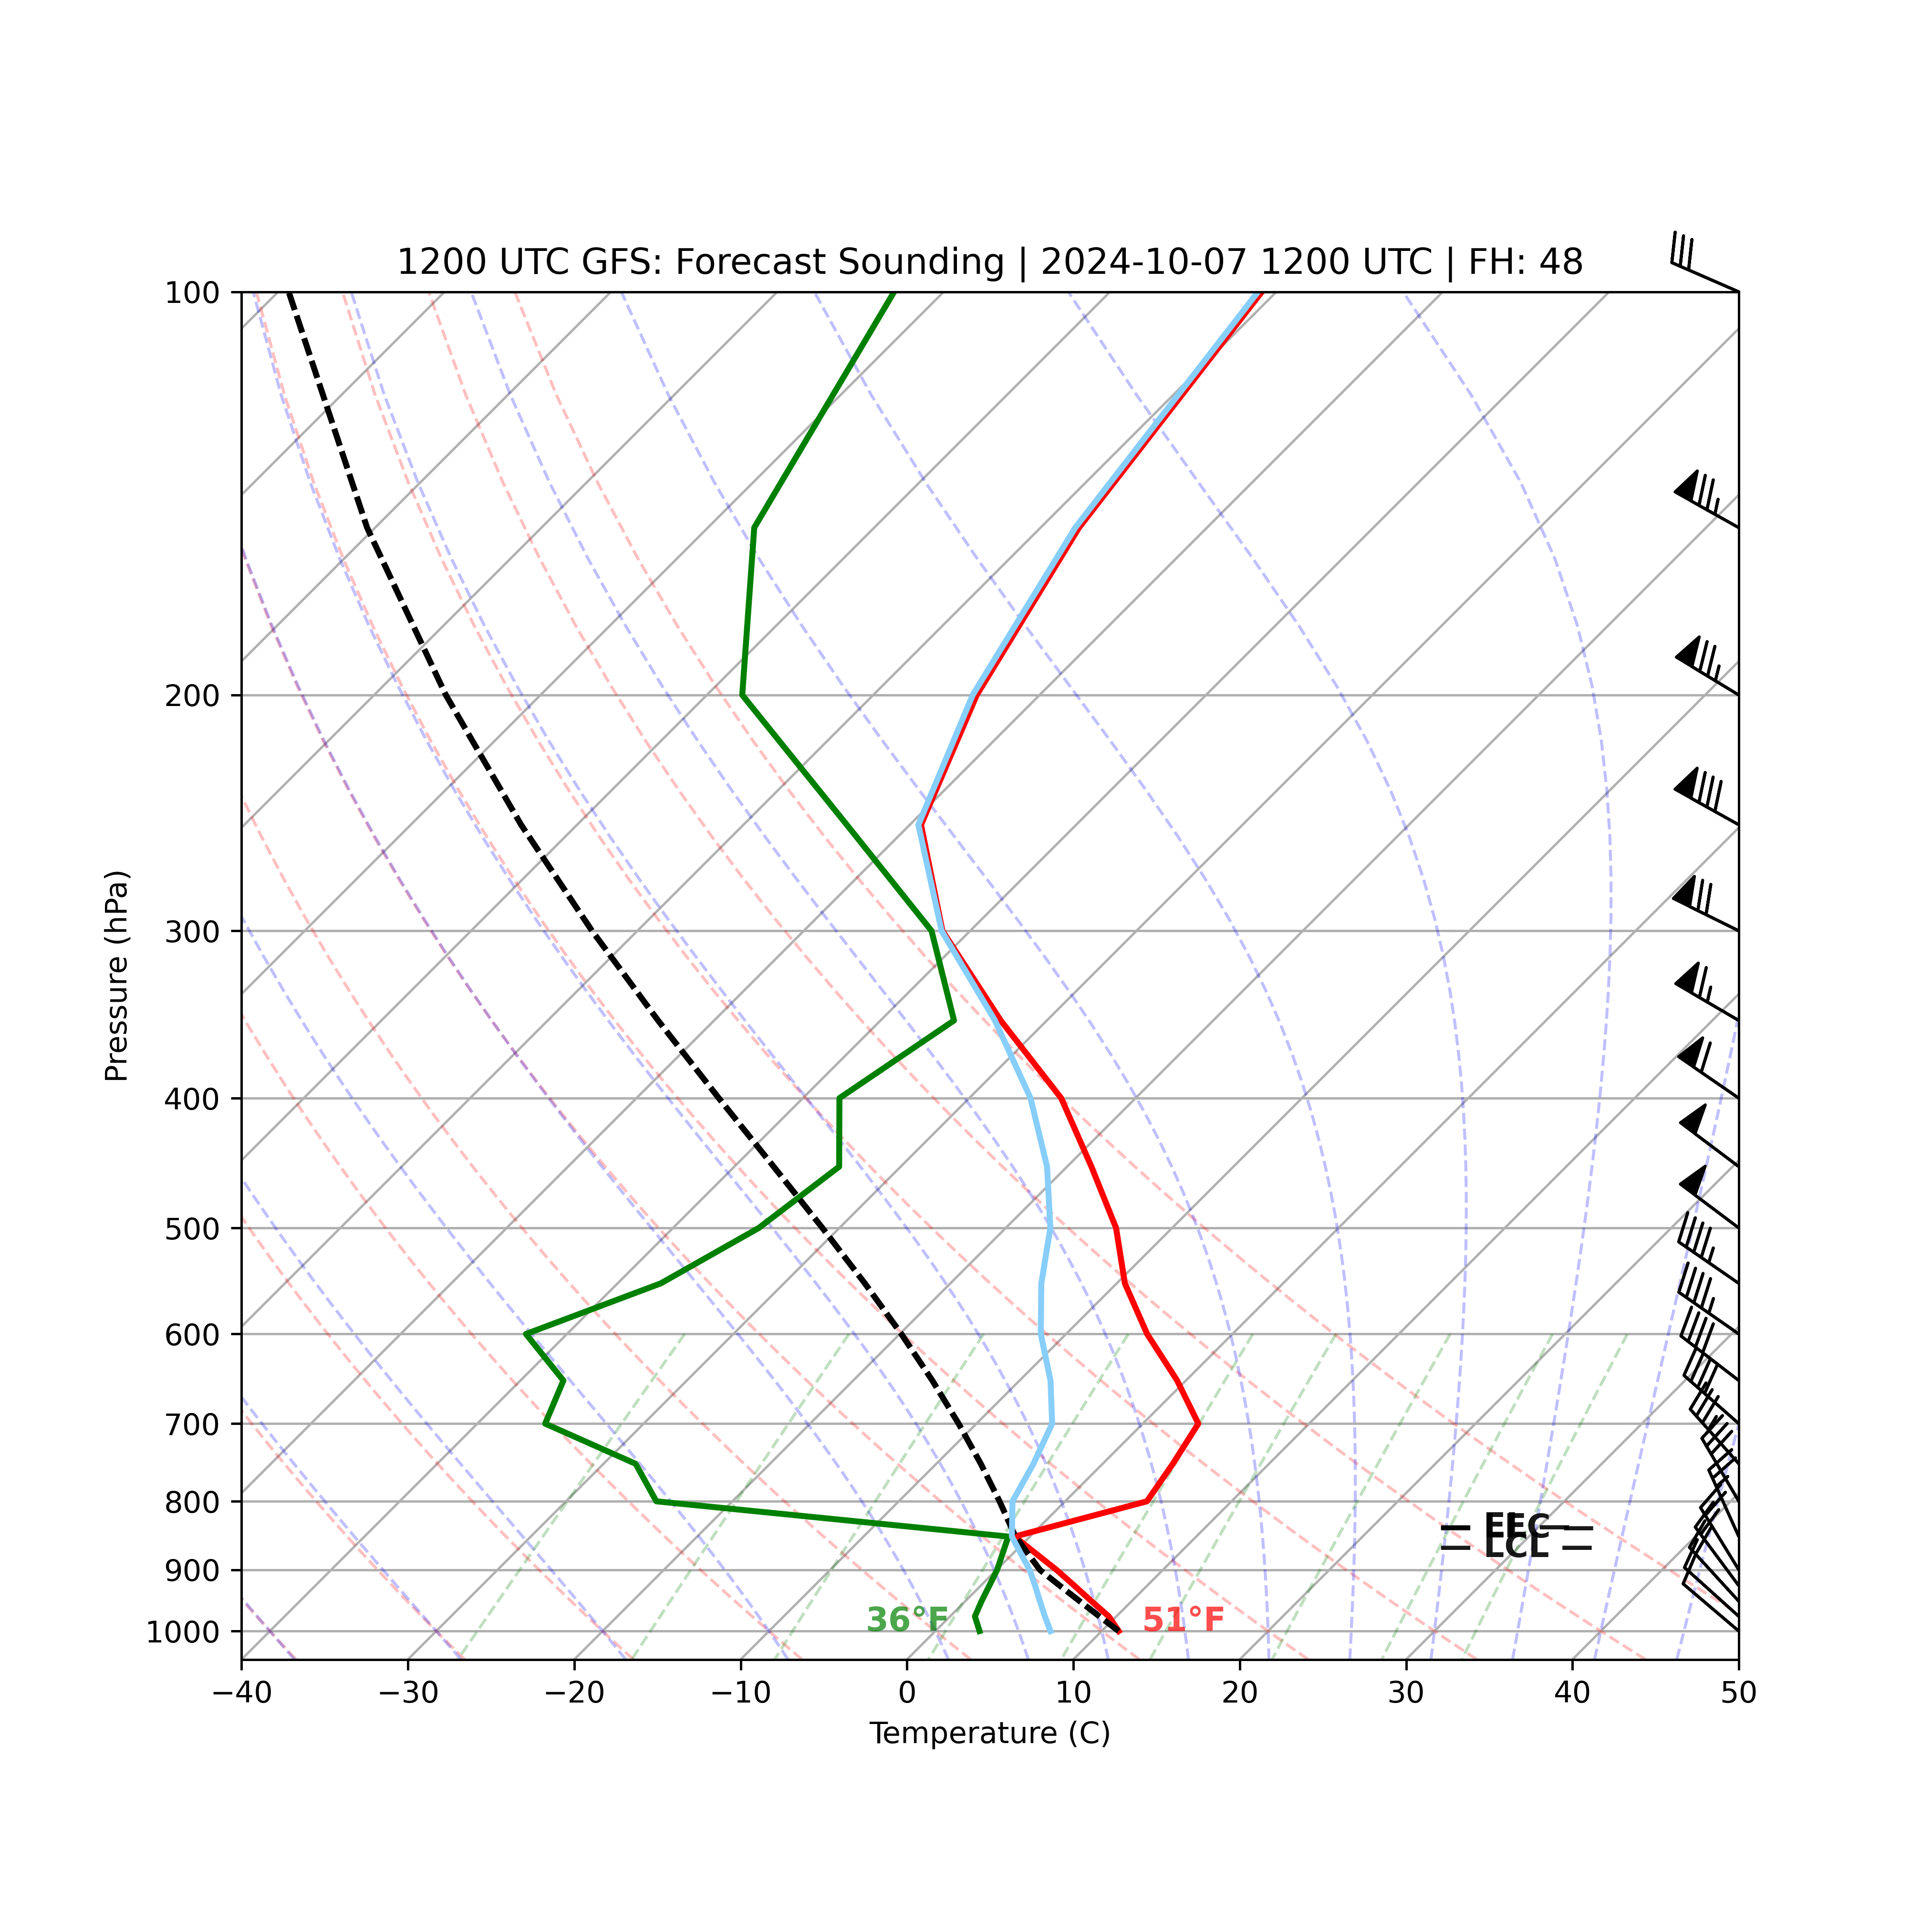 1200 UTC GFS: Forecast Sounding | 2024-10-07 1200 UTC | FH: 48
100
200
300
400
500
600
700
800
900
1000
Pressure (hPa)
— LCL —
36°F
51°F
−40 −30 −20 −10 0 10 20 30 40 50
Temperature (C)